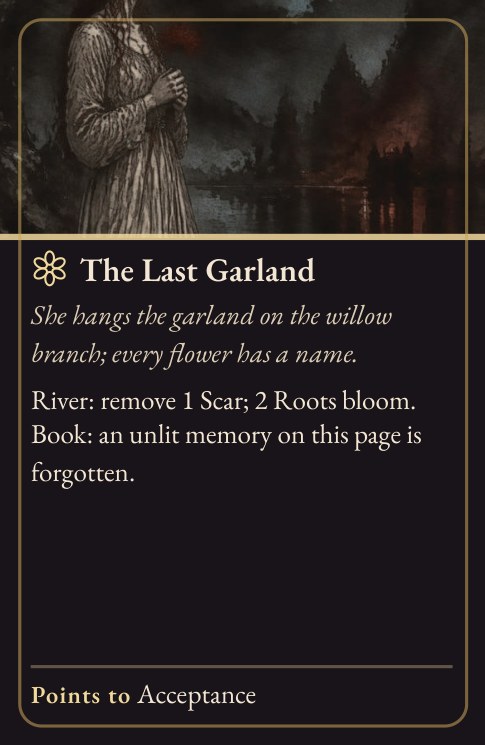 The Last Garland
She hangs the garland on the willow
branch; every flower has a name.
River: remove 1 Scar; 2 Roots bloom.
Book: an unlit memory on this page is
forgotten.
Points to Acceptance